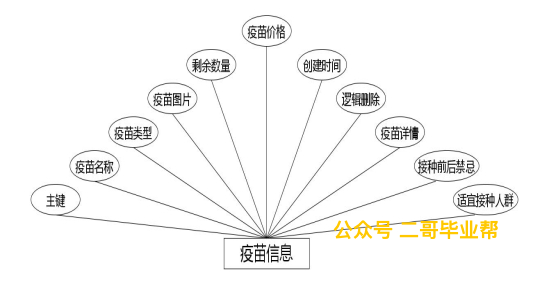 疫苗价格
剩余数量
创建时间
疫苗图片
逻辑删除
疫苗类型
疫苗详情
疫苗名称
接种前后禁忌
主键
适宜接种人群
公众号 二哥毕业帮
疫苗信息